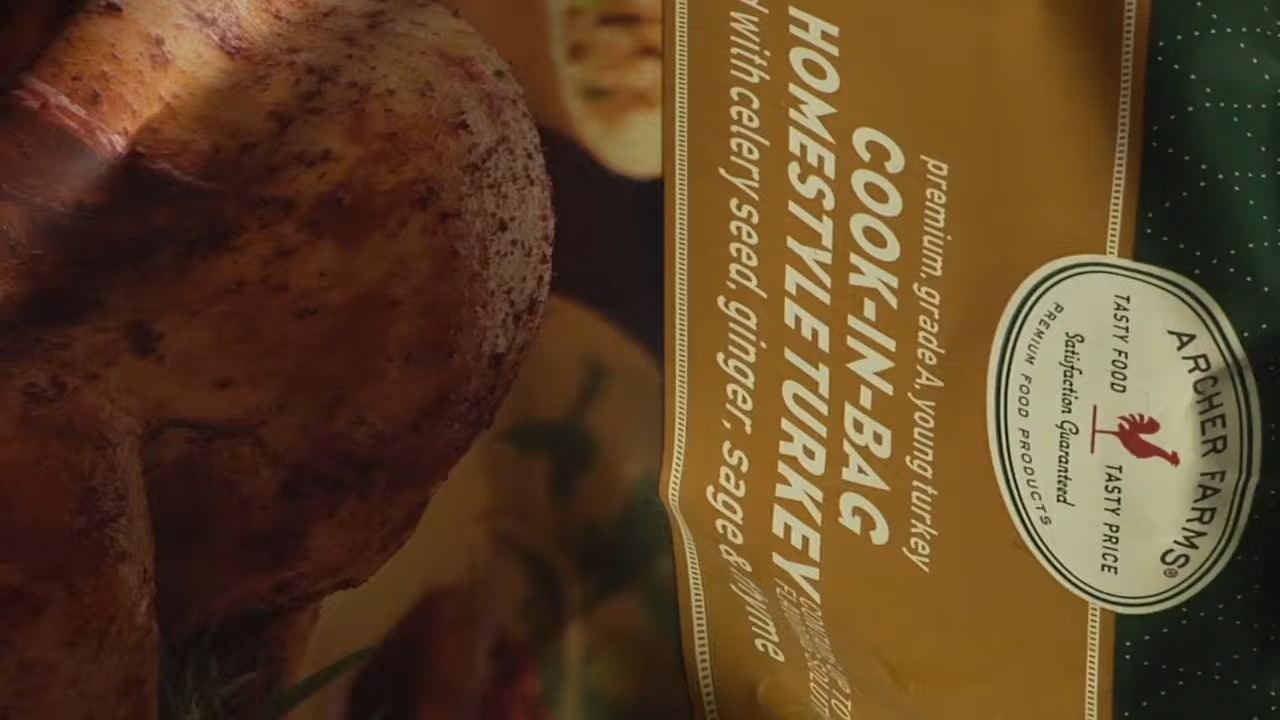 ARCHER FARMS®
TASTY FOOD TASTY PRICE
Satisfaction Guaranteed
PREMIUM FOOD PRODUCTS
premium, grade A, young turkey
COOK-IN-BAG
HOMESTYLE TURKEY
with celery seed, ginger, sage & thyme